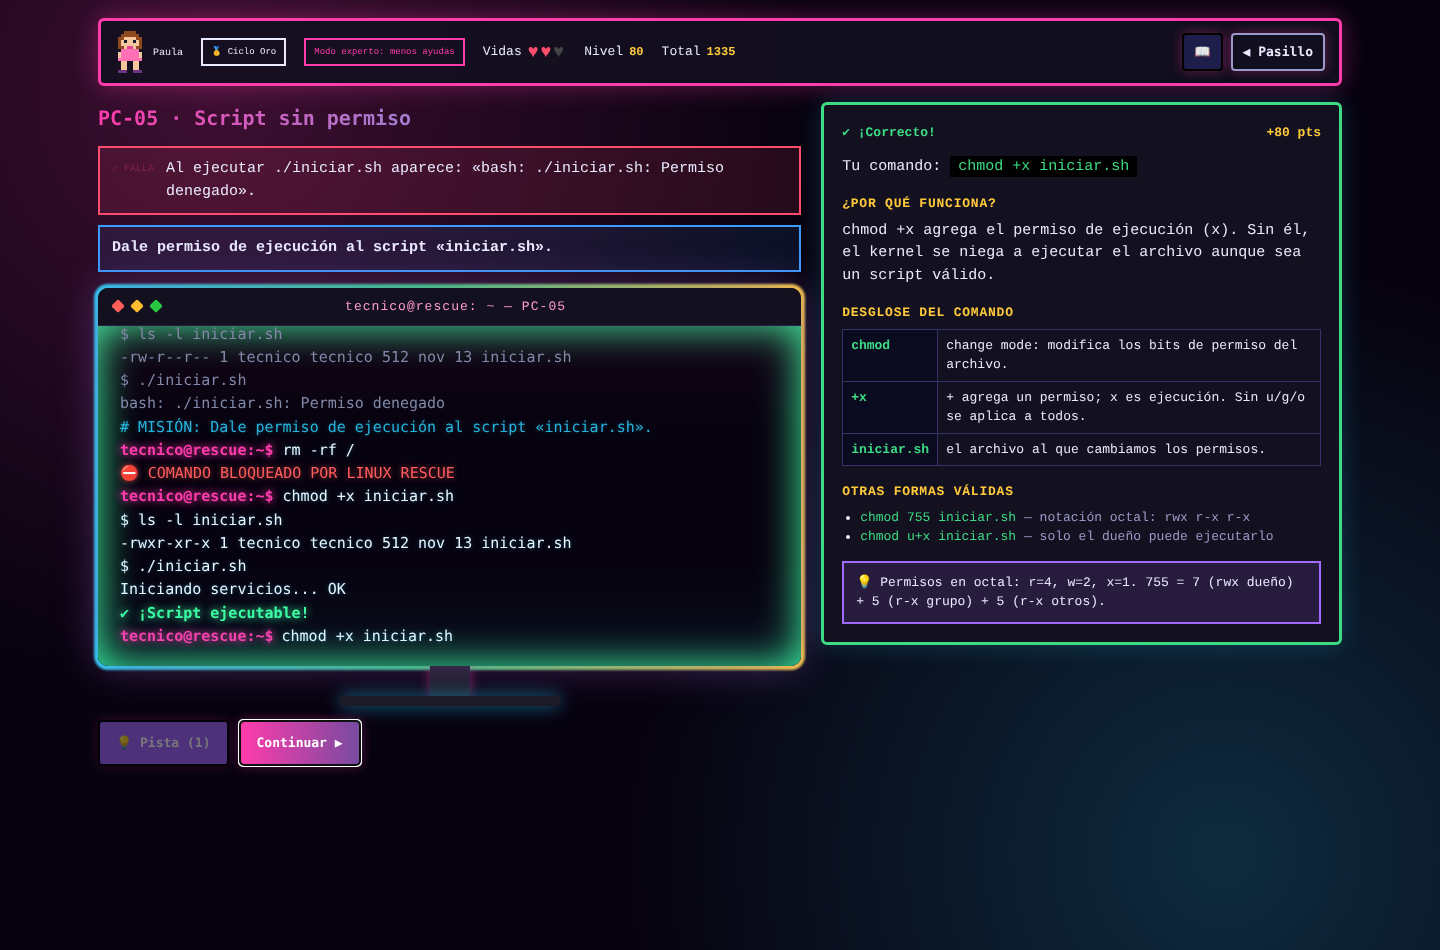 Paula
🏅 Ciclo Oro
Modo experto: menos ayudas
Vidas ♥♥♥
Nivel 80
Total 1335
📖
◀ Pasillo
PC-05 · Script sin permiso
⚠ FALLA
Al ejecutar ./iniciar.sh aparece: «bash: ./iniciar.sh: Permiso
denegado».
Dale permiso de ejecución al script «iniciar.sh».
tecnico@rescue: ~ — PC-05
$ ls -l iniciar.sh
-rw-r--r-- 1 tecnico tecnico 512 nov 13 iniciar.sh
$ ./iniciar.sh
bash: ./iniciar.sh: Permiso denegado
# MISIÓN: Dale permiso de ejecución al script «iniciar.sh».
tecnico@rescue:~$ rm -rf /
⛔ COMANDO BLOQUEADO POR LINUX RESCUE
tecnico@rescue:~$ chmod +x iniciar.sh
$ ls -l iniciar.sh
-rwxr-xr-x 1 tecnico tecnico 512 nov 13 iniciar.sh
$ ./iniciar.sh
Iniciando servicios... OK
✔ ¡Script ejecutable!
tecnico@rescue:~$ chmod +x iniciar.sh
💡 Pista (1)
Continuar ▶
✔ ¡Correcto!
+80 pts
Tu comando: chmod +x iniciar.sh
¿POR QUÉ FUNCIONA?
chmod +x agrega el permiso de ejecución (x). Sin él,
el kernel se niega a ejecutar el archivo aunque sea
un script válido.
DESGLOSE DEL COMANDO
chmod
change mode: modifica los bits de permiso del
archivo.
+x
+ agrega un permiso; x es ejecución. Sin u/g/o
se aplica a todos.
iniciar.sh
el archivo al que cambiamos los permisos.
OTRAS FORMAS VÁLIDAS
• chmod 755 iniciar.sh — notación octal: rwx r-x r-x
• chmod u+x iniciar.sh — solo el dueño puede ejecutarlo
💡 Permisos en octal: r=4, w=2, x=1. 755 = 7 (rwx dueño)
+ 5 (r-x grupo) + 5 (r-x otros).